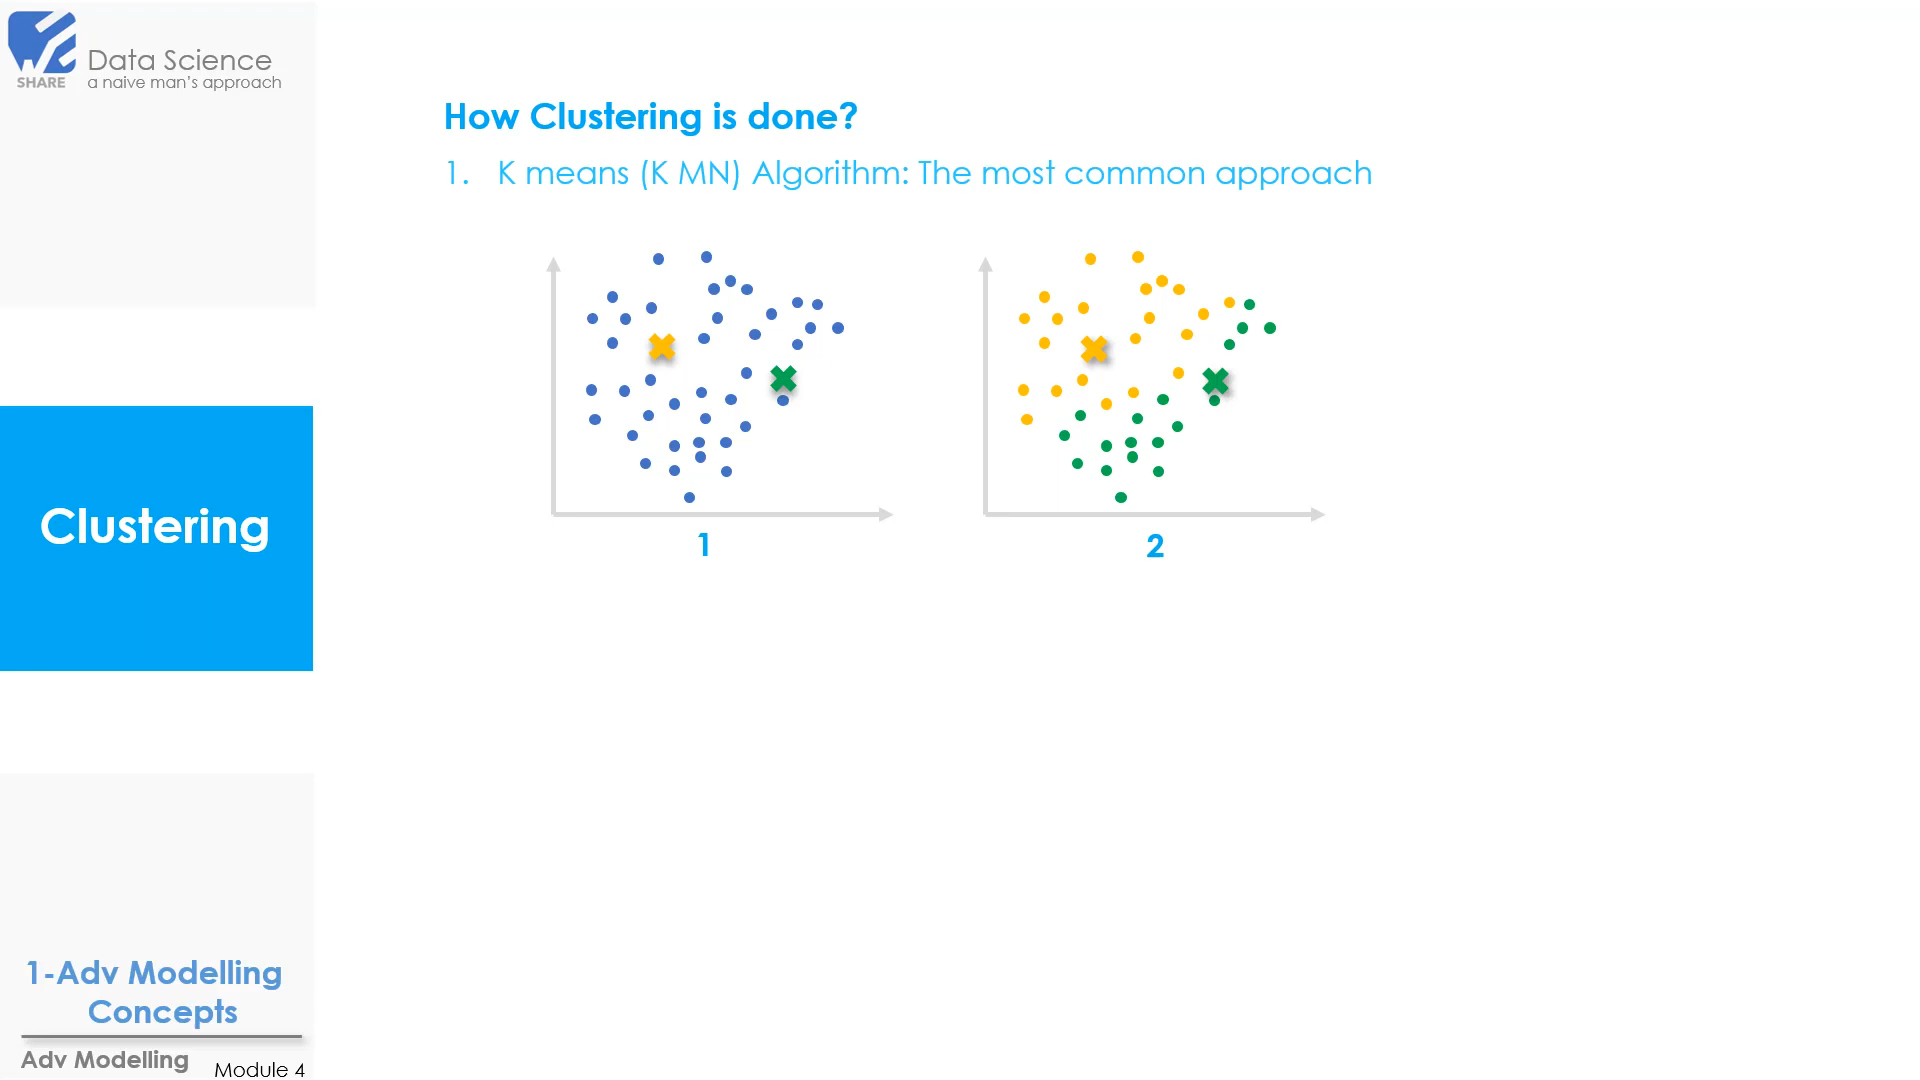 SHARE
Data Science
a naive man's approach
How Clustering is done?
1. K means (K MN) Algorithm: The most common approach
1
2
Clustering
1-Adv Modelling
Concepts
Adv Modelling
Module 4